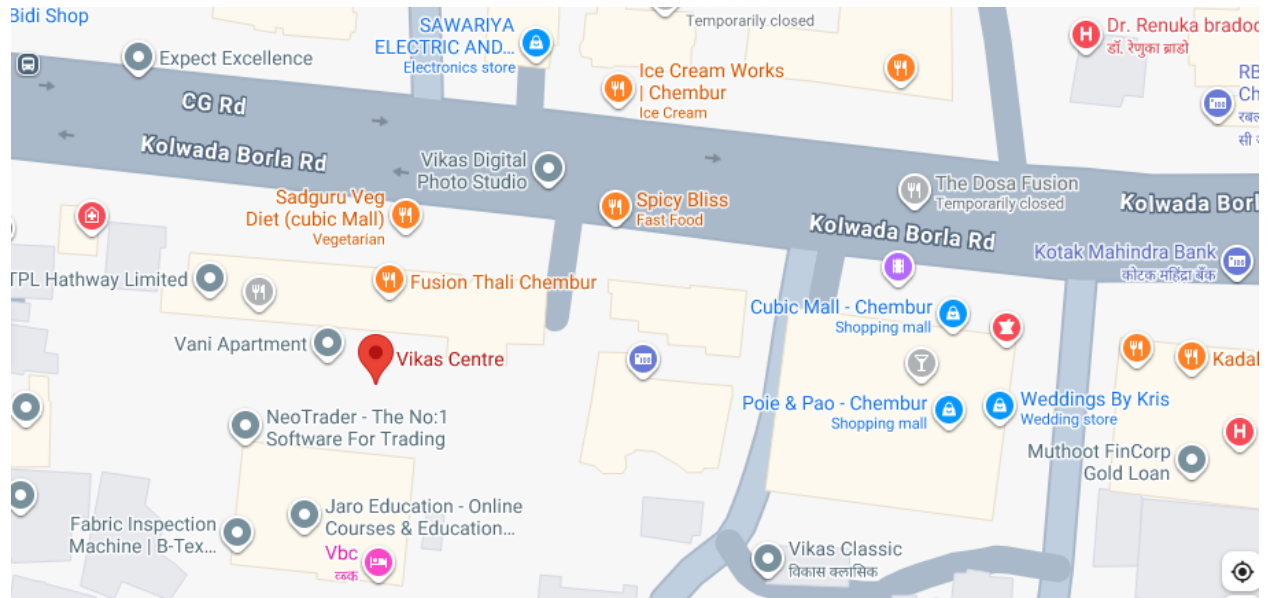 Bidi Shop
SAWARIYA
ELECTRIC AND...
Electronics store
Temporarily closed
Dr. Renuka bradoo
डॉ. रेणुका ब्राडो
Expect Excellence
Ice Cream Works
| Chembur
Ice Cream
RB
Ch
रबल
सी
CG Rd
Kolwada Borla Rd
Vikas Digital
Photo Studio
Sadguru Veg
Diet (cubic Mall)
Vegetarian
Spicy Bliss
Fast Food
The Dosa Fusion
Temporarily closed
Kolwada Borl
Kolwada Borla Rd
Kotak Mahindra Bank
कोटक महिंद्रा बँक
TPL Hathway Limited
Fusion Thali Chembur
Cubic Mall - Chembur
Shopping mall
Vani Apartment
Vikas Centre
Kadal
Poie & Pao - Chembur
Shopping mall
Weddings By Kris
Wedding store
NeoTrader - The No:1
Software For Trading
Muthoot FinCorp
Gold Loan
Jaro Education - Online
Courses & Education...
Fabric Inspection
Machine | B-Tex...
Vbc
Vikas Classic
विकास क्लासिक